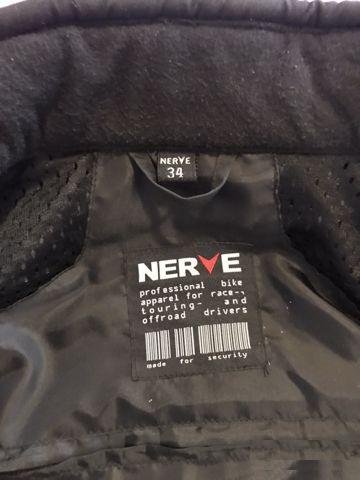 NERVE
34
NERVE
professional bike
apparel for race-,
touring- and
offroad drivers
made for security